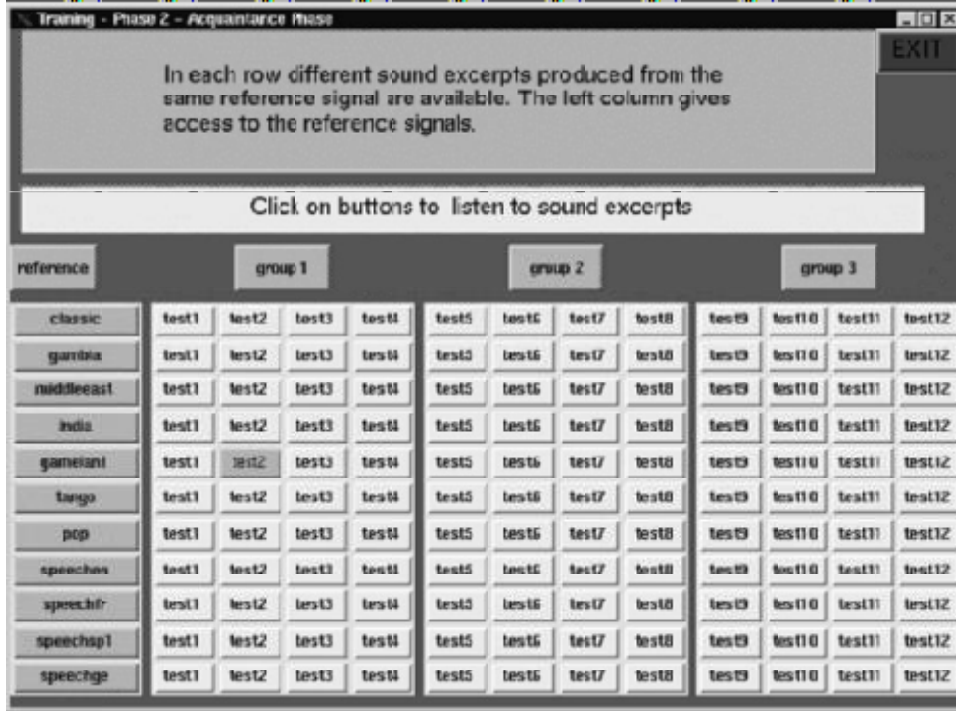 Training - Phase 2 - Acquaintance Phase
EXIT
In each row different sound excerpts produced from the
same reference signal are available. The left column gives
access to the reference signals.
Click on buttons to listen to sound excerpts
reference group 1 group 2 group 3
classic test1 test2 test3 test4 test5 test6 test7 test8 test9 test10 test11 test12
gambia test1 test2 test3 test4 test5 test6 test7 test8 test9 test10 test11 test12
middleeast test1 test2 test3 test4 test5 test6 test7 test8 test9 test10 test11 test12
india test1 test2 test3 test4 test5 test6 test7 test8 test9 test10 test11 test12
gamelan1 test1 test2 test3 test4 test5 test6 test7 test8 test9 test10 test11 test12
tango test1 test2 test3 test4 test5 test6 test7 test8 test9 test10 test11 test12
pop test1 test2 test3 test4 test5 test6 test7 test8 test9 test10 test11 test12
test1 test2 test3 test4 test5 test6 test7 test8 test9 test10 test11 test12
speechfr test1 test2 test3 test4 test5 test6 test7 test8 test9 test10 test11 test12
speechsp1 test1 test2 test3 test4 test5 test6 test7 test8 test9 test10 test11 test12
speechge test1 test2 test3 test4 test5 test6 test7 test8 test9 test10 test11 test12